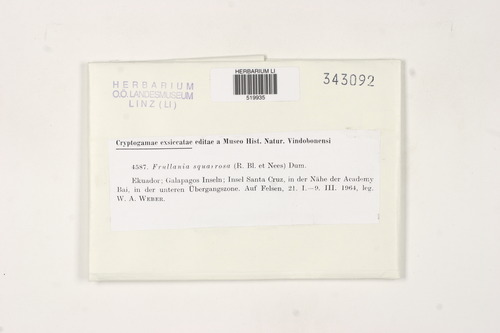 HERBARIUM
O.Ö. LANDESMUSEUM
LINZ (LI)
HERBARIUM LI
519935
343092
Cryptogamae exsiccatae editae a Museo Hist. Natur. Vindobonensi
4587. Frullania squarrosa (R. Bl. et Nees) Dum.
Ekuador; Galapagos Inseln; Insel Santa Cruz, in der Nähe der Academy
Bai, in der unteren Übergangszone. Auf Felsen, 21. I.—9. III. 1964, leg.
W. A. Weber.